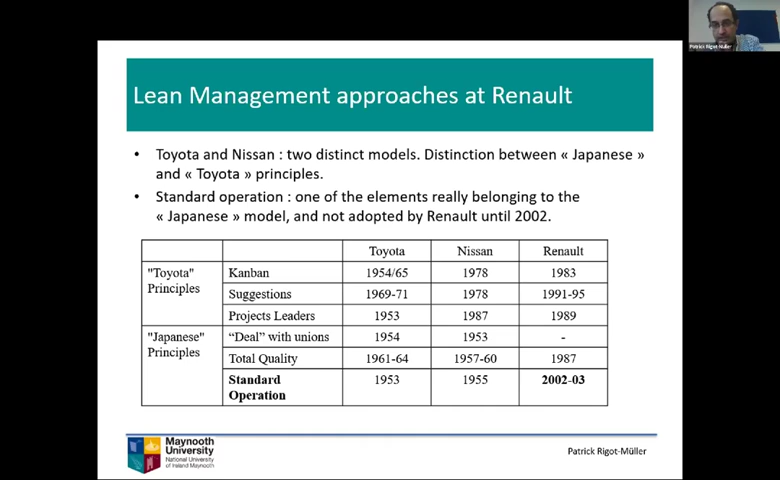 Patrick Rigot-Müller
Lean Management approaches at Renault
• Toyota and Nissan : two distinct models. Distinction between « Japanese »
and « Toyota » principles.
• Standard operation : one of the elements really belonging to the
« Japanese » model, and not adopted by Renault until 2002.
Toyota Nissan Renault
"Toyota" Principles Kanban 1954/65 1978 1983
Suggestions 1969-71 1978 1991-95
Projects Leaders 1953 1987 1989
"Japanese" Principles “Deal” with unions 1954 1953 -
Total Quality 1961-64 1957-60 1987
Standard Operation 1953 1955 2002-03
Maynooth
University
National University
of Ireland Maynooth
Patrick Rigot-Müller